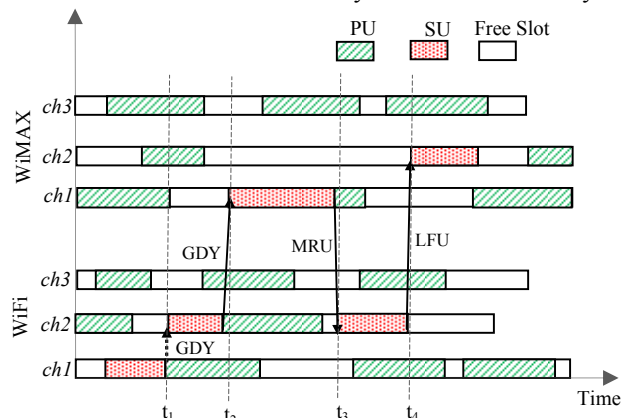 PU SU Free Slot
WiMAX
ch3
ch2
ch1
GDY MRU LFU
WiFi
ch3
ch2
GDY
ch1
t1 t2 t3 t4 Time